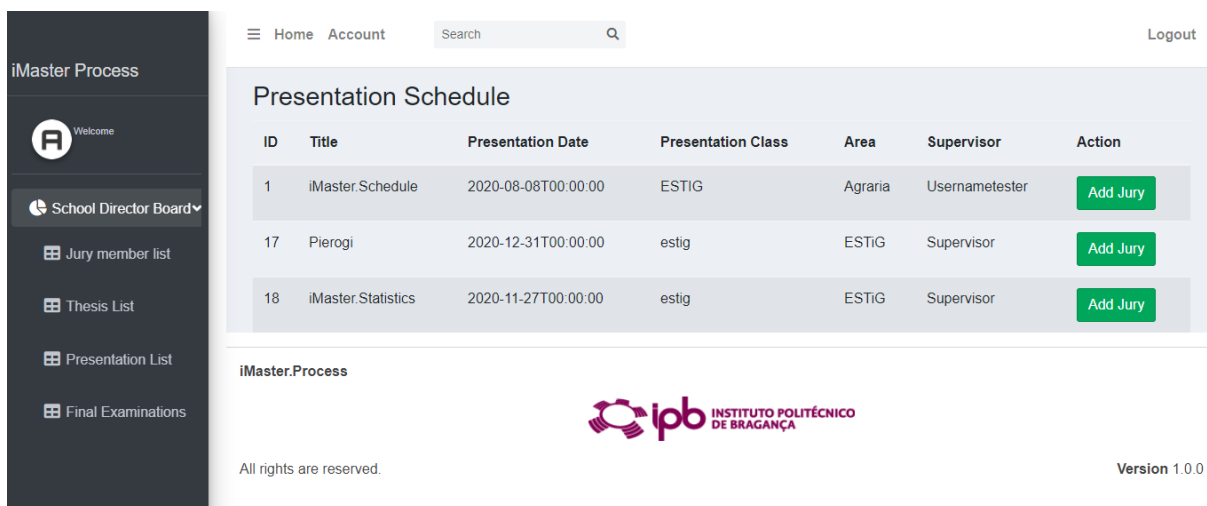 iMaster Process
Welcome
School Director Board
Jury member list
Thesis List
Presentation List
Final Examinations
Home Account Search Logout
Presentation Schedule
ID Title Presentation Date Presentation Class Area Supervisor Action
1 iMaster.Schedule 2020-08-08T00:00:00 ESTIG Agraria Usernametester Add Jury
17 Pierogi 2020-12-31T00:00:00 estig ESTiG Supervisor Add Jury
18 iMaster.Statistics 2020-11-27T00:00:00 estig ESTiG Supervisor Add Jury
iMaster.Process
ipb INSTITUTO POLITÉCNICO
DE BRAGANÇA
All rights are reserved. Version 1.0.0